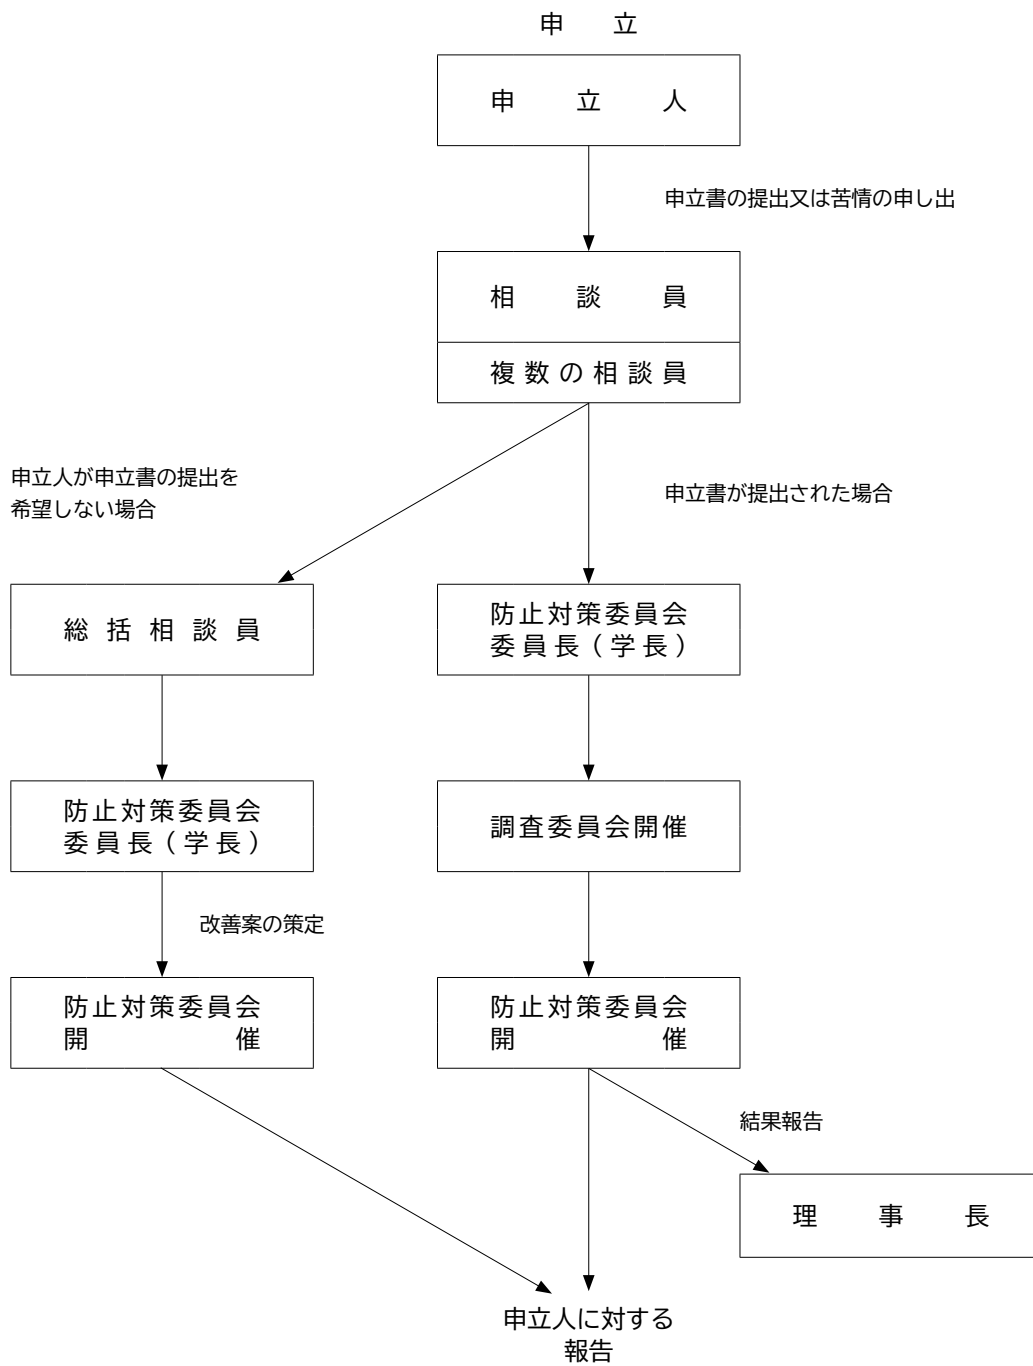 申立
申立人
申立書の提出又は苦情の申し出
相談員
複数の相談員
申立人が申立書の提出を
希望しない場合
申立書が提出された場合
総括相談員
防止対策委員会
委員長（学長）
防止対策委員会
委員長（学長）
調査委員会開催
改善案の策定
防止対策委員会
開催
防止対策委員会
開催
結果報告
理事長
申立人に対する
報告